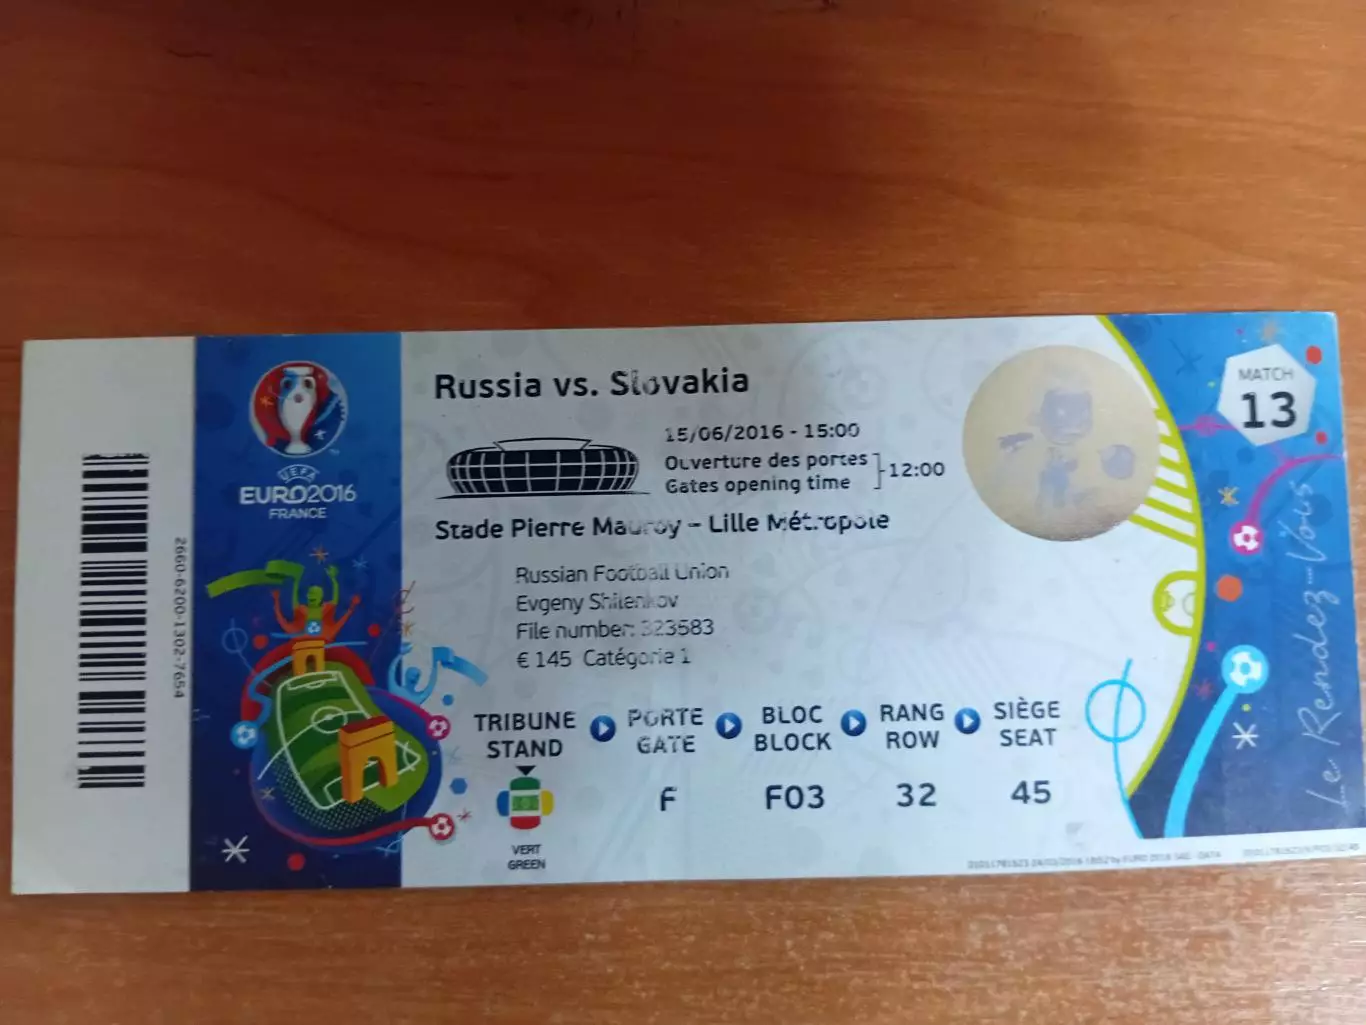 2660-6200-1302-7654
UEFA
EURO2016
FRANCE
Russia vs. Slovakia
15/06/2016 - 15:00
Ouverture des portes
Gates opening time
12:00
Stade Pierre Mauroy - Lille Métropole
Russian Football Union
Evgeny Shilenkov
File number: 323583
€ 145 Catégorie 1
TRIBUNE
STAND
VERT
GREEN
PORTE
GATE
F
BLOC
BLOCK
F03
RANG
ROW
32
SIÈGE
SEAT
45
MATCH
13
Le Rendez-Vous